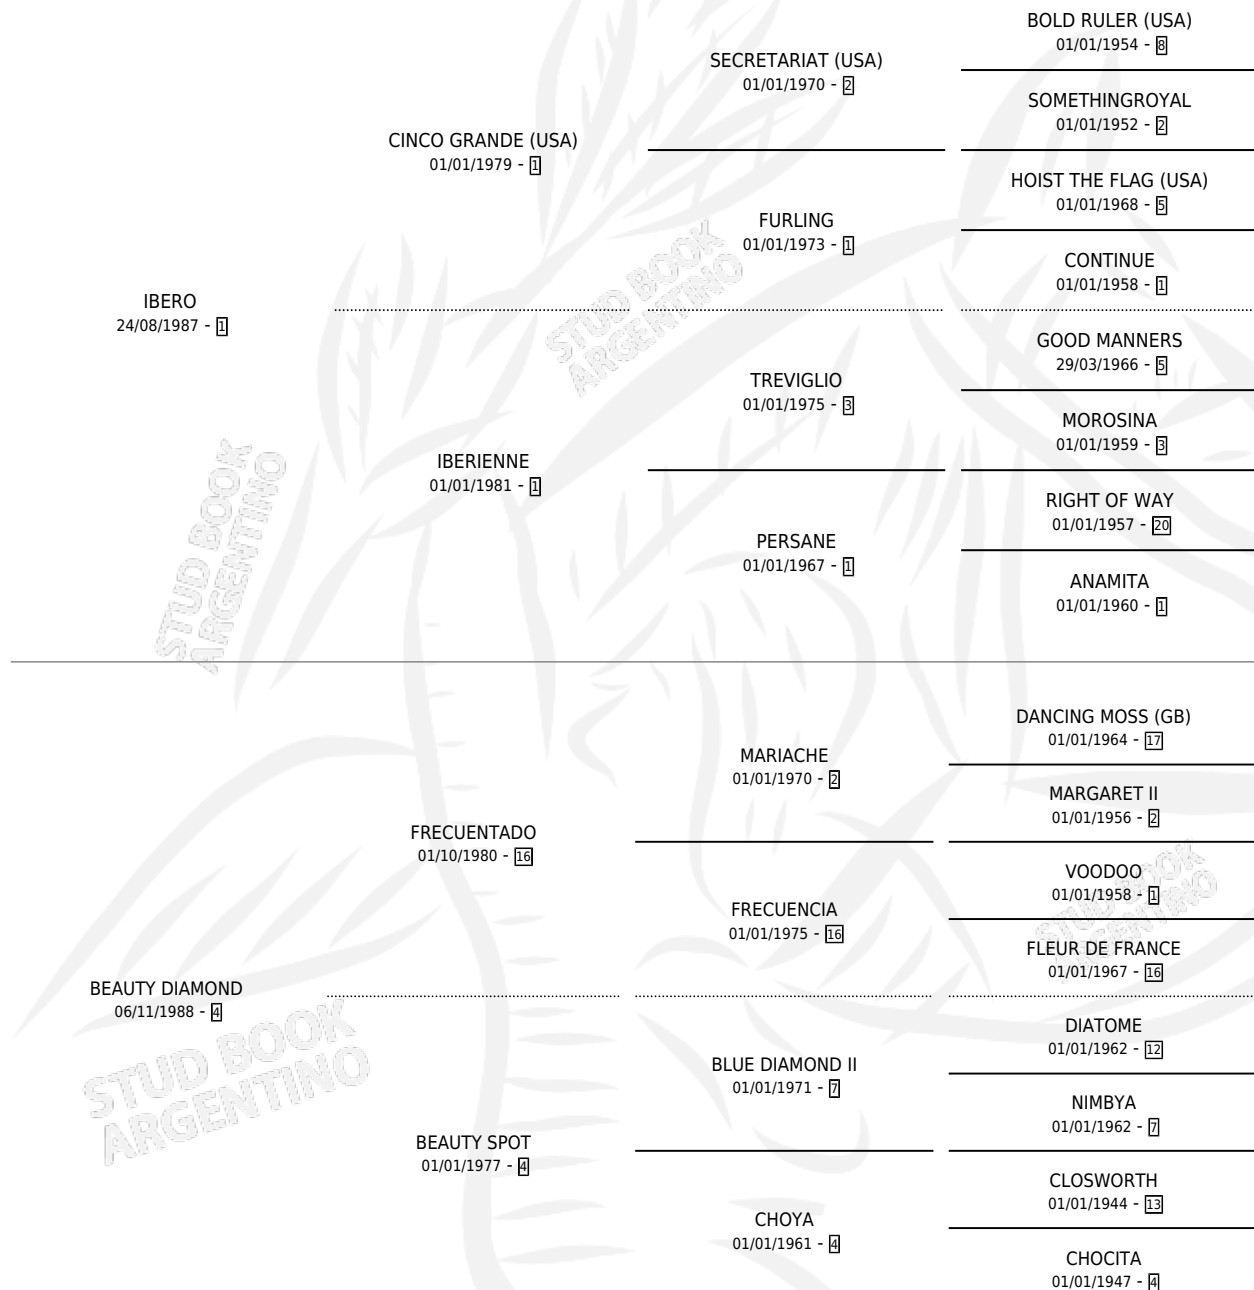 BOLD RULER (USA)
01/01/1954 - 8
SECRETARIAT (USA)
01/01/1970 - 2
SOMETHINGROYAL
01/01/1952 - 2
CINCO GRANDE (USA)
01/01/1979 - 1
HOIST THE FLAG (USA)
01/01/1968 - 5
FURLING
01/01/1973 - 1
CONTINUE
01/01/1958 - 1
IBERO
24/08/1987 - 1
GOOD MANNERS
29/03/1966 - 5
TREVIGLIO
01/01/1975 - 3
MOROSINA
01/01/1959 - 3
IBERIENNE
01/01/1981 - 1
RIGHT OF WAY
01/01/1957 - 20
PERSANE
01/01/1967 - 1
ANAMITA
01/01/1960 - 1
DANCING MOSS (GB)
01/01/1964 - 17
MARIACHE
01/01/1970 - 2
MARGARET II
01/01/1956 - 2
FRECUENTADO
01/10/1980 - 16
VOODOO
01/01/1958 - 1
FRECUENCIA
01/01/1975 - 16
FLEUR DE FRANCE
01/01/1967 - 16
BEAUTY DIAMOND
06/11/1988 - 4
DIATOME
01/01/1962 - 12
BLUE DIAMOND II
01/01/1971 - 7
NIMBYA
01/01/1962 - 7
BEAUTY SPOT
01/01/1977 - 4
CLOSWORTH
01/01/1944 - 13
CHOYA
01/01/1961 - 4
CHOCITA
01/01/1947 - 4
STUD BOOK
ARGENTINO
STUD BOOK
ARGENTINO
STUD BOOK
ARGENTINO
STUD BOOK
ARGENTINO